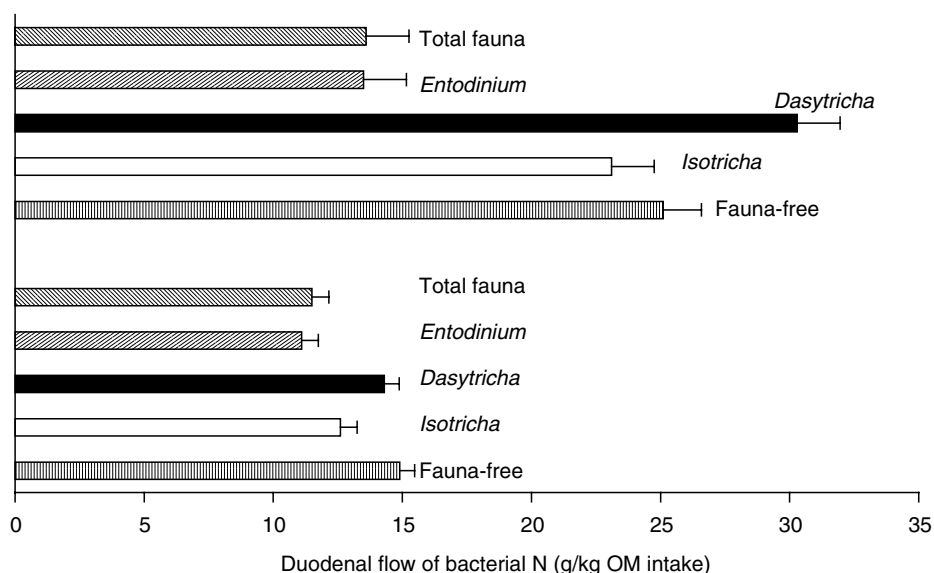 Total fauna
Entodinium
Dasytricha
Isotricha
Fauna-free
Total fauna
Entodinium
Dasytricha
Isotricha
Fauna-free
0 5 10 15 20 25 30 35
Duodenal flow of bacterial N (g/kg OM intake)